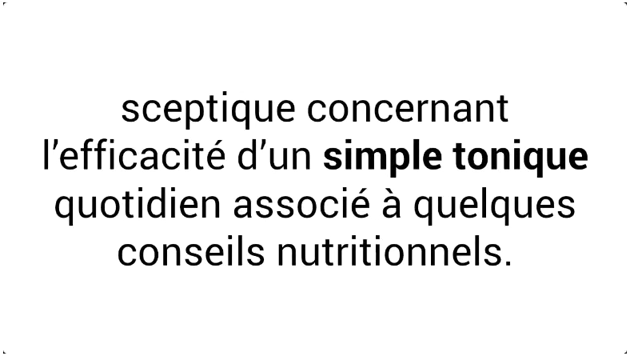 sceptique concernant
l’efficacité d’un simple tonique
quotidien associé à quelques
conseils nutritionnels.